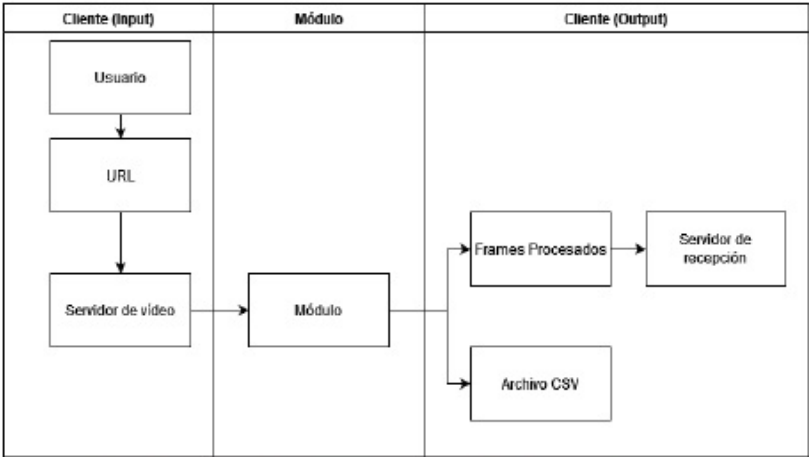 Cliente (Input)
Módulo
Cliente (Output)
Usuario
URL
Servidor de vídeo
Módulo
Frames Procesados
Servidor de
recepción
Archivo CSV